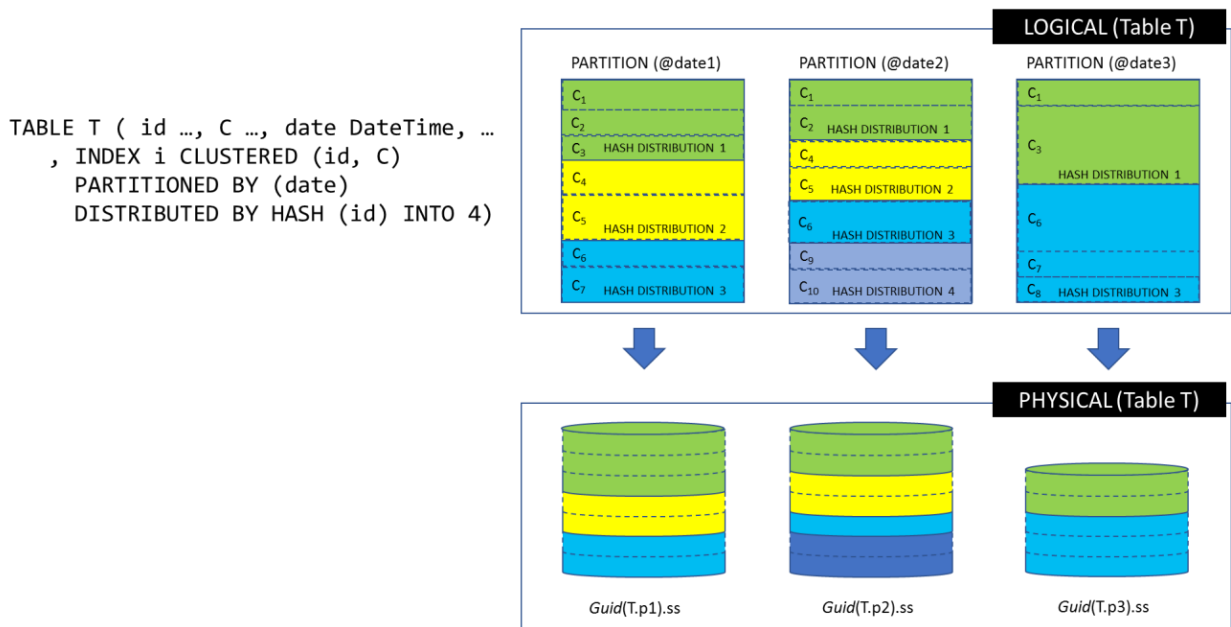 TABLE T ( id …, C …, date DateTime, …
, INDEX i CLUSTERED (id, C)
PARTITIONED BY (date)
DISTRIBUTED BY HASH (id) INTO 4)
LOGICAL (Table T)
PARTITION (@date1)
C1
C2
C3 HASH DISTRIBUTION 1
C4
C5 HASH DISTRIBUTION 2
C6
C7 HASH DISTRIBUTION 3
PARTITION (@date2)
C1
C2 HASH DISTRIBUTION 1
C4
C5 HASH DISTRIBUTION 2
C6 HASH DISTRIBUTION 3
C9
C10 HASH DISTRIBUTION 4
PARTITION (@date3)
C1
C3
HASH DISTRIBUTION 1
C6
C7
C8 HASH DISTRIBUTION 3
PHYSICAL (Table T)
Guid(T.p1).ss
Guid(T.p2).ss
Guid(T.p3).ss